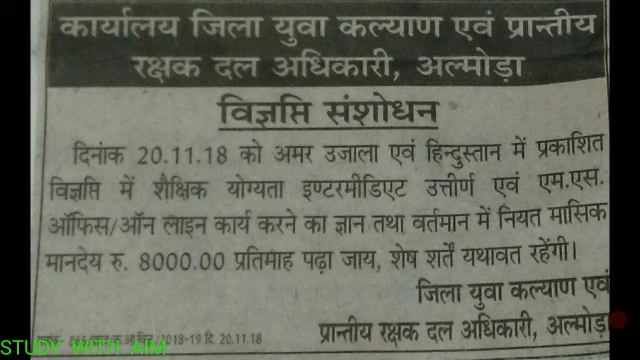 कार्यालय जिला युवा कल्याण एवं प्रान्तीय
रक्षक दल अधिकारी, अल्मोड़ा
विज्ञप्ति संशोधन
दिनांक 20.11.18 को अमर उजाला एवं हिन्दुस्तान में प्रकाशित
विज्ञप्ति में शैक्षिक योग्यता इण्टरमीडिएट उत्तीर्ण एवं एम.एस.
ऑफिस/ऑन लाइन कार्य करने का ज्ञान तथा वर्तमान में नियत मासिक
मानदेय रु. 8000.00 प्रतिमाह पढ़ा जाय, शेष शर्तें यथावत रहेंगी।
जिला युवा कल्याण एवं
/2018-19 दि. 20.11.18
प्रान्तीय रक्षक दल अधिकारी, अल्मोड़ा
STUDY WITH AIM